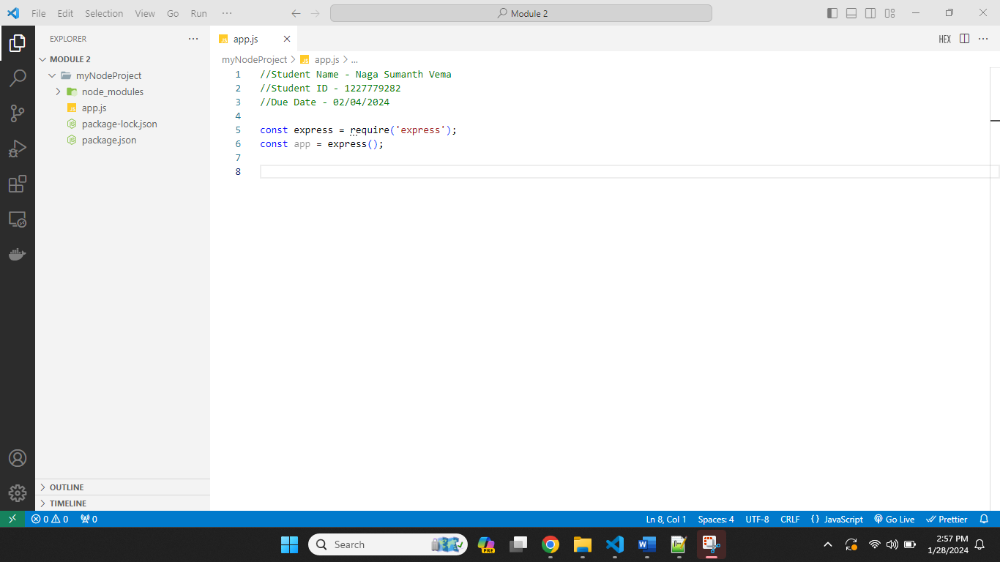 File Edit Selection View Go Run ···
Module 2
EXPLORER ···
MODULE 2
myNodeProject
node_modules
app.js
package-lock.json
package.json
OUTLINE
TIMELINE
JS app.js
HEX ···
myNodeProject > JS app.js > ...
1 //Student Name - Naga Sumanth Vema
2 //Student ID - 1227779282
3 //Due Date - 02/04/2024
4
5 const express = require('express');
6 const app = express();
7
8
0 0 0
Ln 8, Col 1 Spaces: 4 UTF-8 CRLF {} JavaScript Go Live Prettier
Search
PRE
2:57 PM
1/28/2024